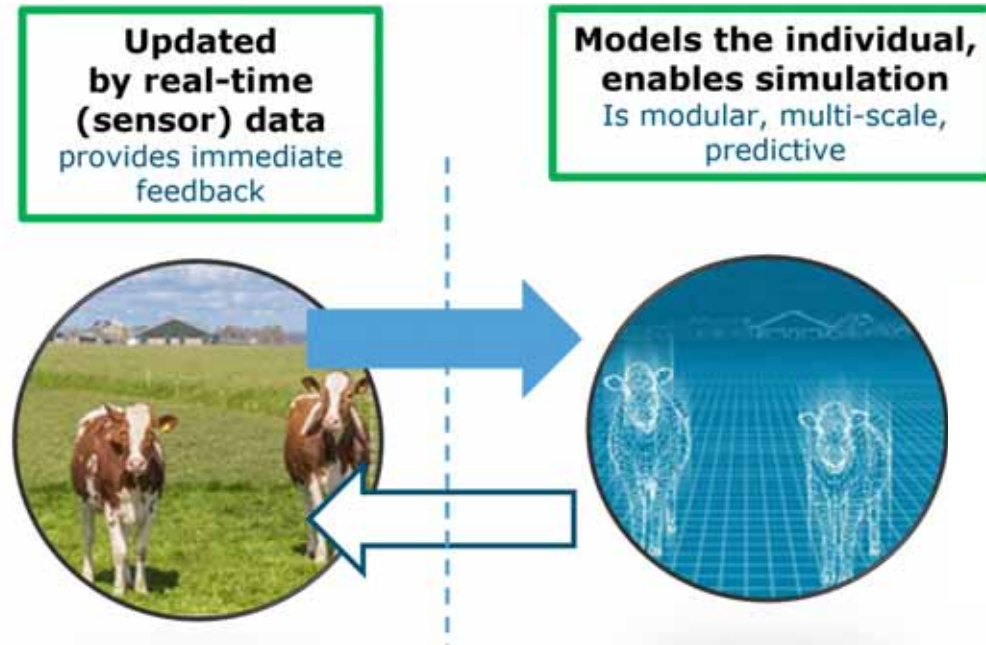 Updated
by real-time
(sensor) data
provides immediate
feedback
Models the individual,
enables simulation
Is modular, multi-scale,
predictive